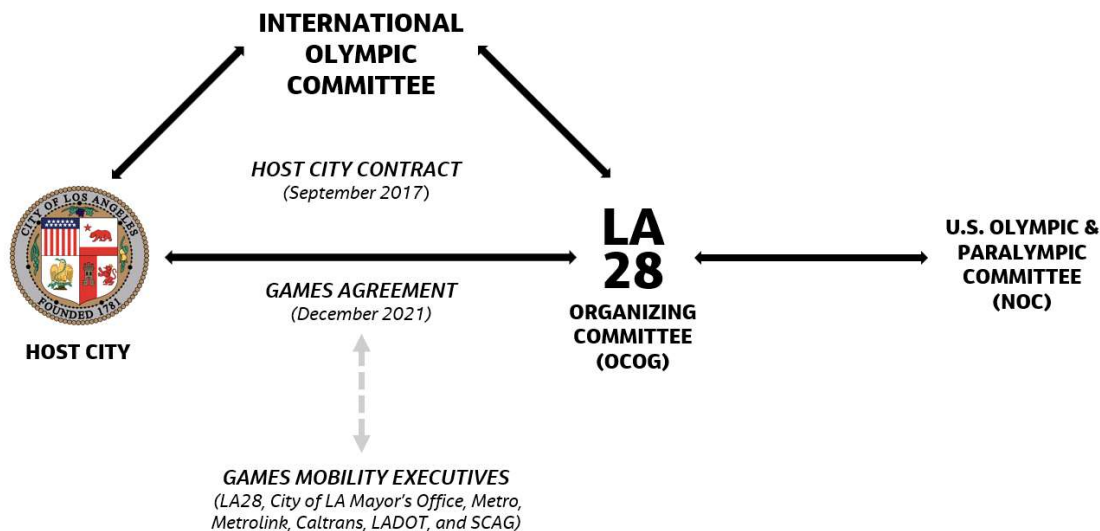 INTERNATIONAL
OLYMPIC
COMMITTEE
HOST CITY CONTRACT
(September 2017)
CITY OF LOS ANGELES
FOUNDED 1781
HOST CITY
GAMES AGREEMENT
(December 2021)
LA
28
ORGANIZING
COMMITTEE
(OCOG)
U.S. OLYMPIC &
PARALYMPIC
COMMITTEE
(NOC)
GAMES MOBILITY EXECUTIVES
(LA28, City of LA Mayor's Office, Metro,
Metrolink, Caltrans, LADOT, and SCAG)